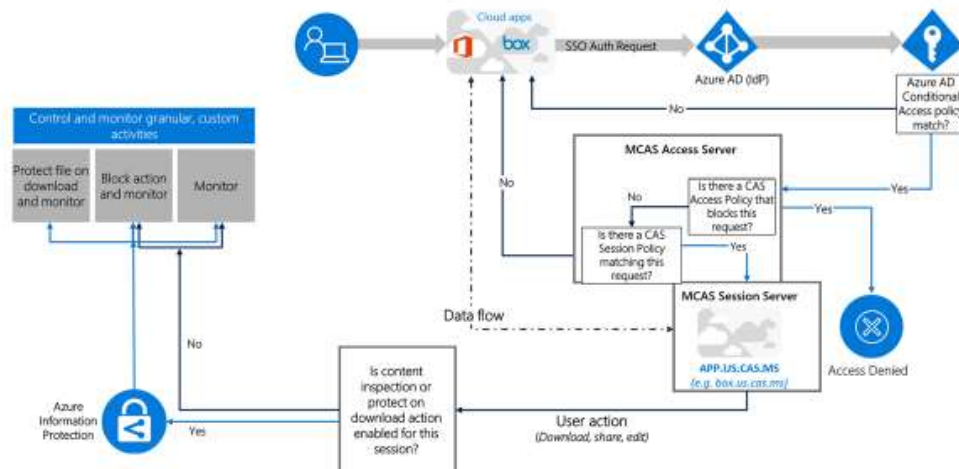 Cloud apps
box
SSO Auth Request
Azure AD (IdP)
Azure AD
Conditional
Access policy
match?
No
Yes
Control and monitor granular, custom
activities
Protect file on
download
and monitor
Block action
and monitor
Monitor
MCAS Access Server
No
Is there a CAS
Access Policy that
blocks this
request?
Yes
No
Is there a CAS
Session Policy
matching this
request?
Yes
MCAS Session Server
Data flow
APP.US.CAS.MS
(e.g. box.us.cas.ms)
Access Denied
No
Is content
inspection or
protect on
download action
enabled for this
session?
Azure
Information
Protection
Yes
User action
(Download, share, edit)